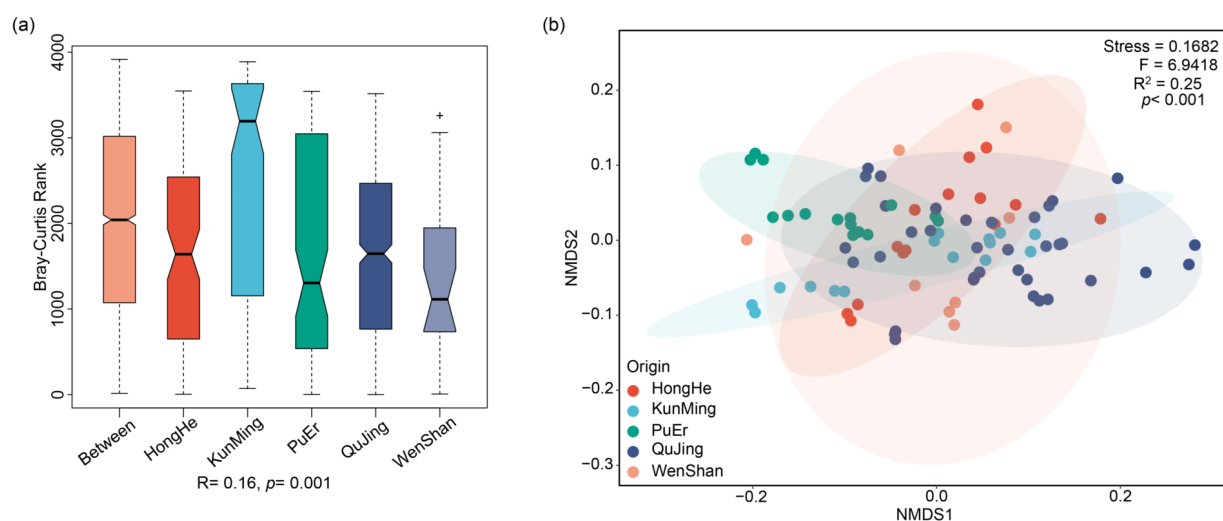 (a)
4000
3000
2000
1000
0
Bray-Curtis Rank
Between
HongHe
KunMing
PuEr
QuJing
WenShan
R= 0.16, p= 0.001
(b)
Stress = 0.1682
F = 6.9418
R² = 0.25
p< 0.001
0.2
0.1
0.0
−0.1
−0.2
−0.3
NMDS2
Origin
HongHe
KunMing
PuEr
QuJing
WenShan
−0.2
0.0
0.2
NMDS1